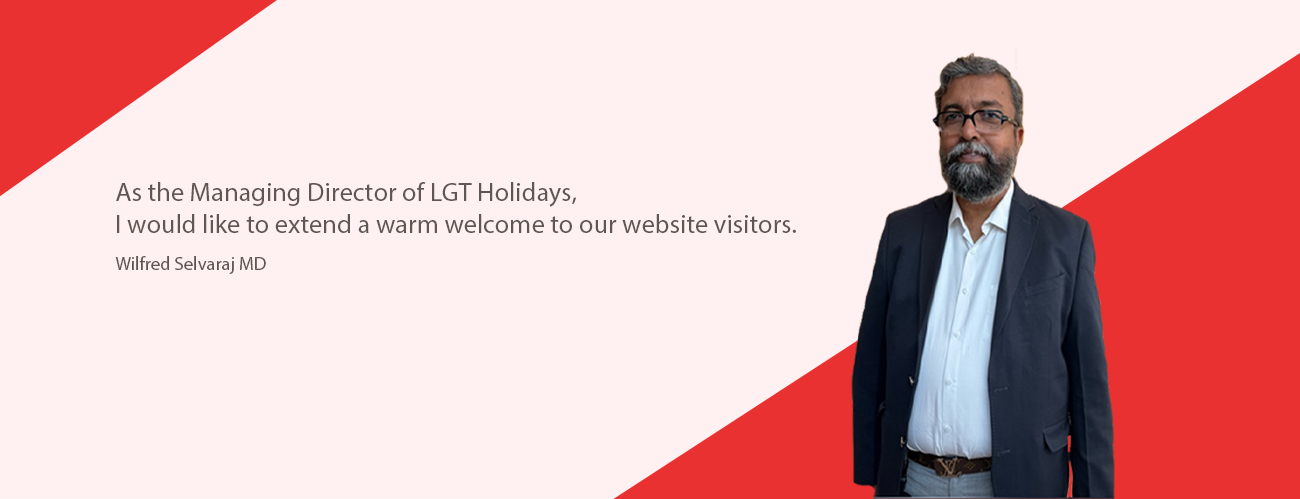 As the Managing Director of LGT Holidays,
I would like to extend a warm welcome to our website visitors.
Wilfred Selvaraj MD